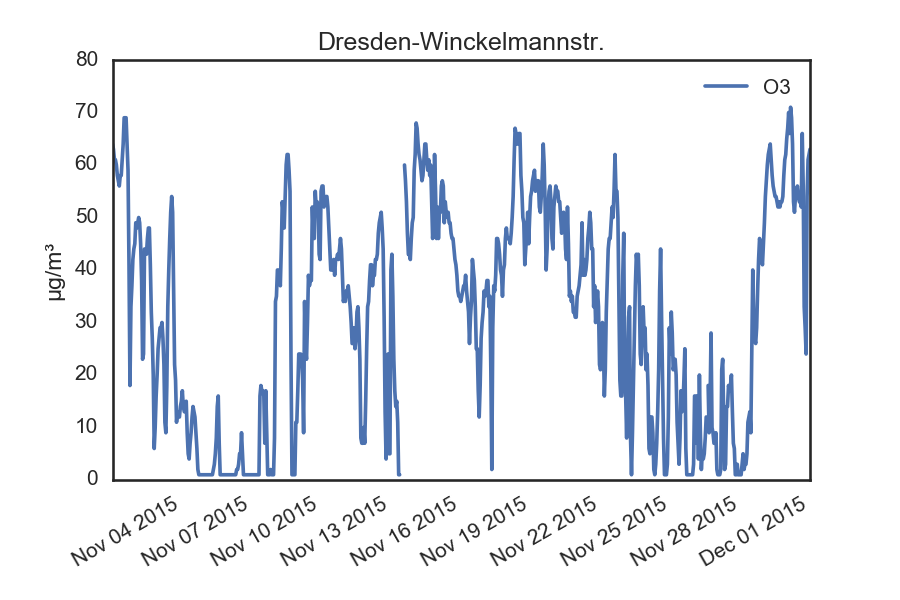 Dresden-Winckelmannstr.
80
70
60
50
40
30
20
10
0
µg/m³
O3
Nov 04 2015
Nov 07 2015
Nov 10 2015
Nov 13 2015
Nov 16 2015
Nov 19 2015
Nov 22 2015
Nov 25 2015
Nov 28 2015
Dec 01 2015